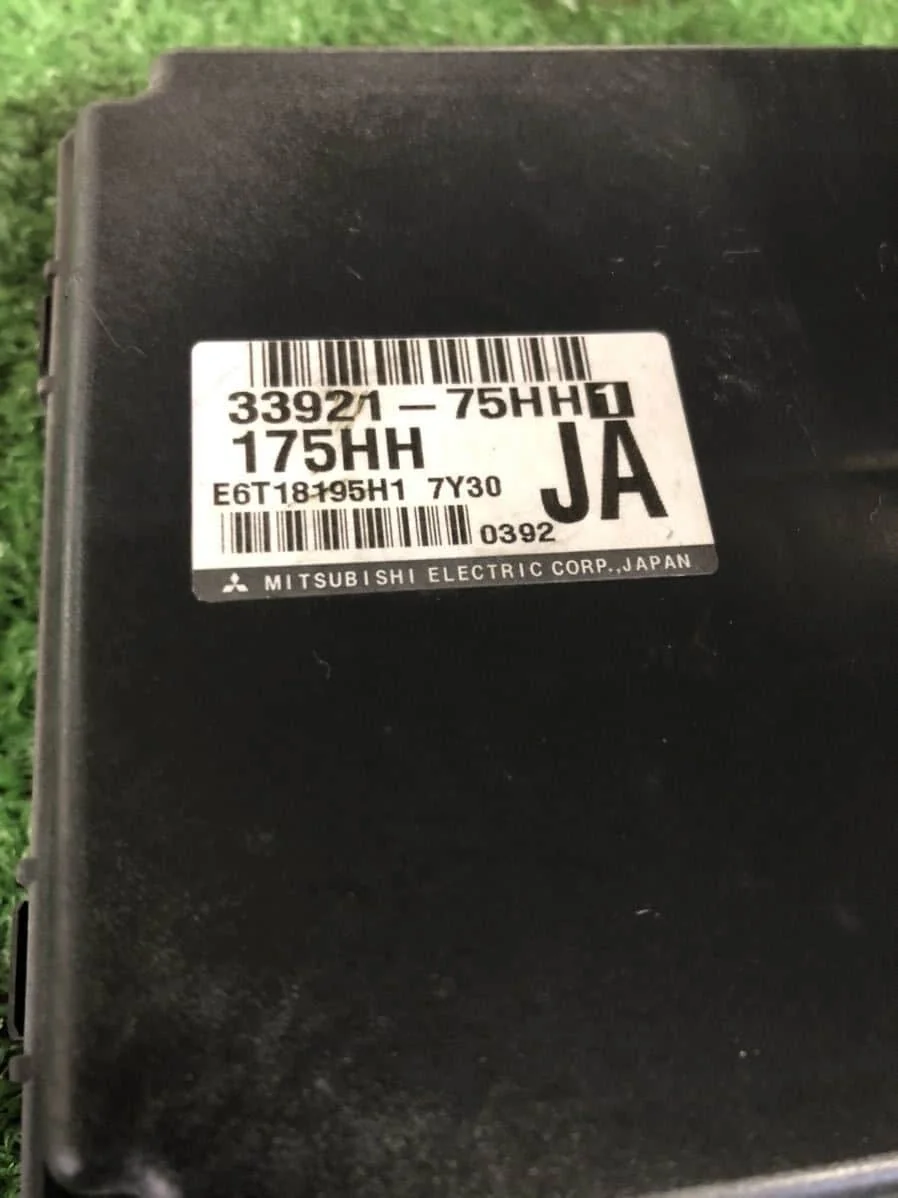 33921-75HH1
175HH JA
E6T18195H1 7Y30
0392
MITSUBISHI ELECTRIC CORP.,JAPAN